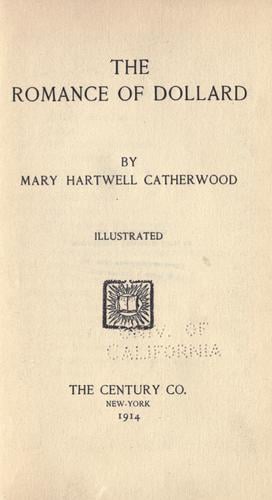 THE
ROMANCE OF DOLLARD
BY
MARY HARTWELL CATHERWOOD
ILLUSTRATED
UNIV. OF
CALIFORNIA
THE CENTURY CO.
NEW-YORK
1914